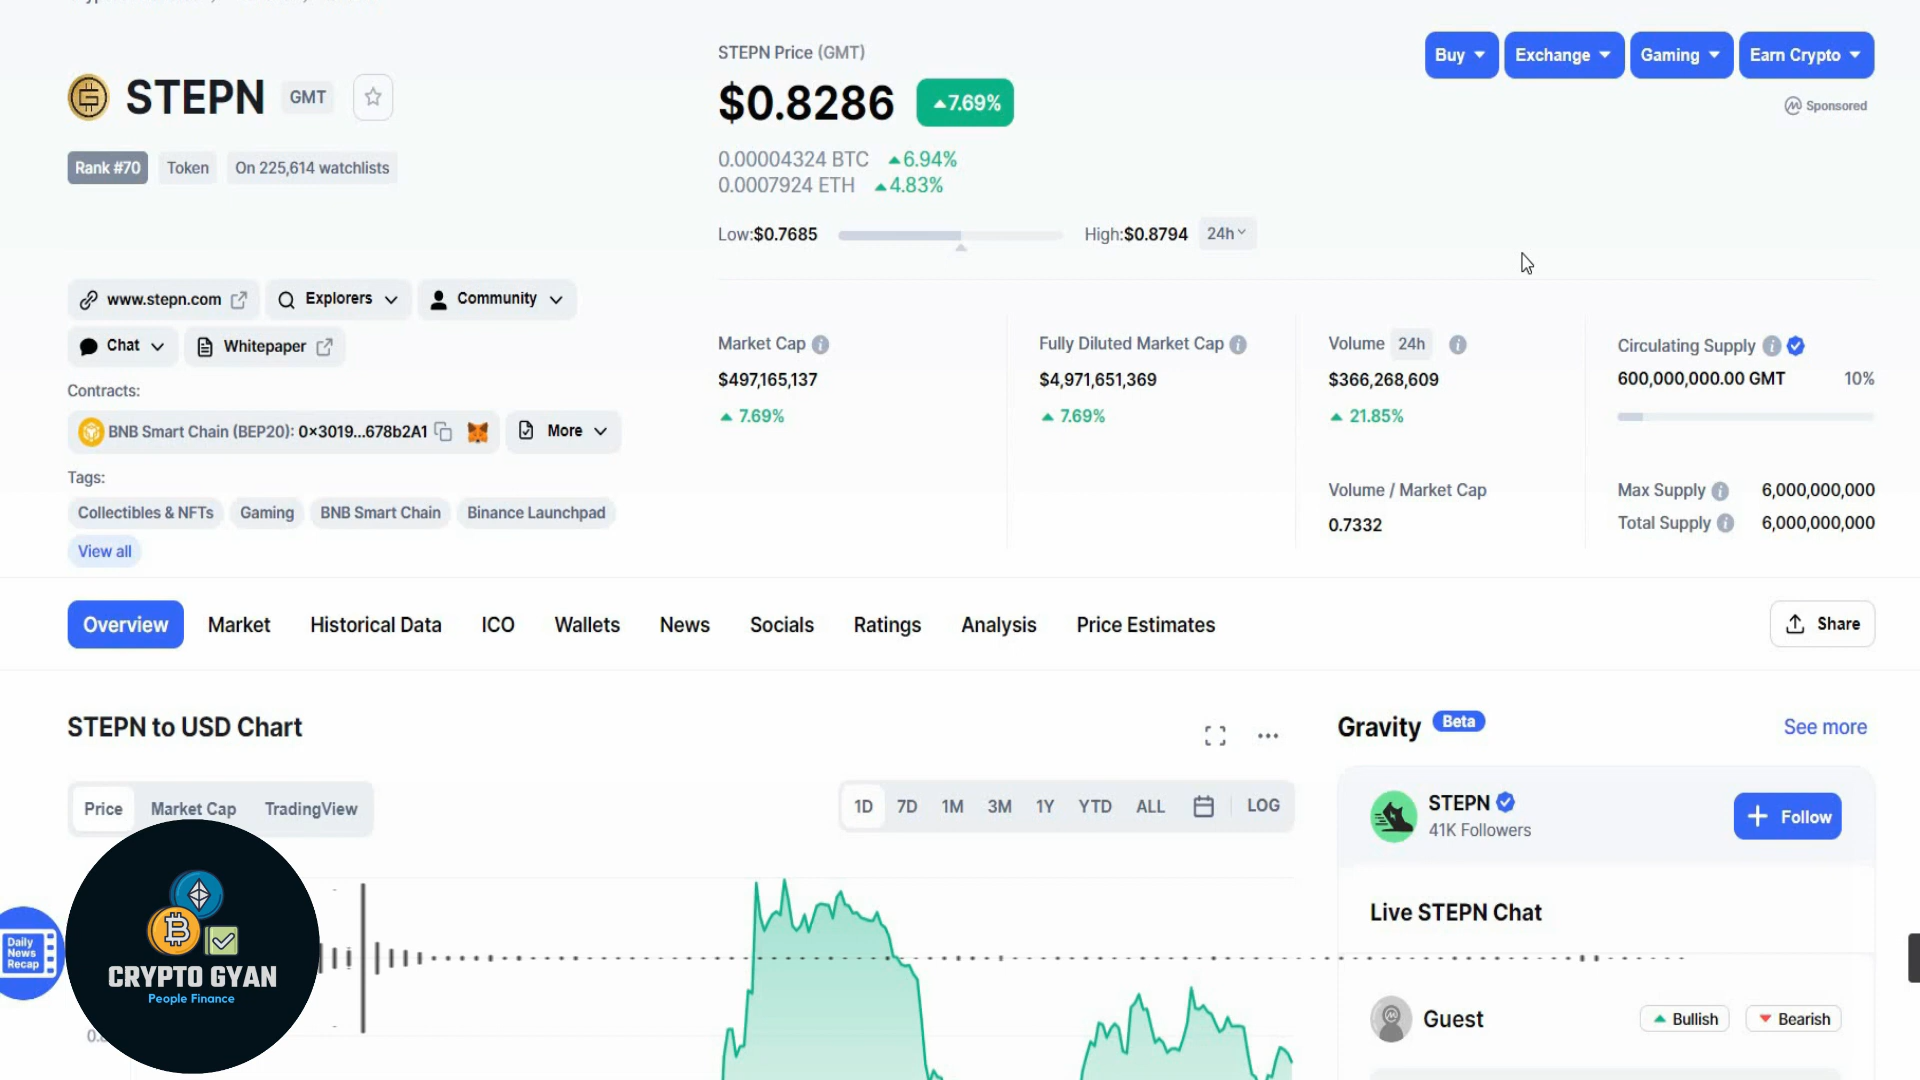 STEPN GMT
Rank #70 Token On 225,614 watchlists
www.stepn.com Explorers Community
Chat Whitepaper
Contracts:
BNB Smart Chain (BEP20): 0×3019...678b2A1 More
Tags:
Collectibles & NFTs Gaming BNB Smart Chain Binance Launchpad
View all
STEPN Price (GMT)
$0.8286 7.69%
0.00004324 BTC 6.94%
0.0007924 ETH 4.83%
Low:$0.7685 High:$0.8794 24h
Buy Exchange Gaming Earn Crypto
Sponsored
Market Cap
$497,165,137
7.69%
Fully Diluted Market Cap
$4,971,651,369
7.69%
Volume 24h
$366,268,609
21.85%
Volume / Market Cap
0.7332
Circulating Supply
600,000,000.00 GMT 10%
Max Supply 6,000,000,000
Total Supply 6,000,000,000
Overview Market Historical Data ICO Wallets News Socials Ratings Analysis Price Estimates Share
STEPN to USD Chart
Price Market Cap TradingView
1D 7D 1M 3M 1Y YTD ALL LOG
Daily
News
Recap
CRYPTO GYAN
People Finance
Gravity Beta See more
STEPN
41K Followers
Follow
Live STEPN Chat
Guest Bullish Bearish